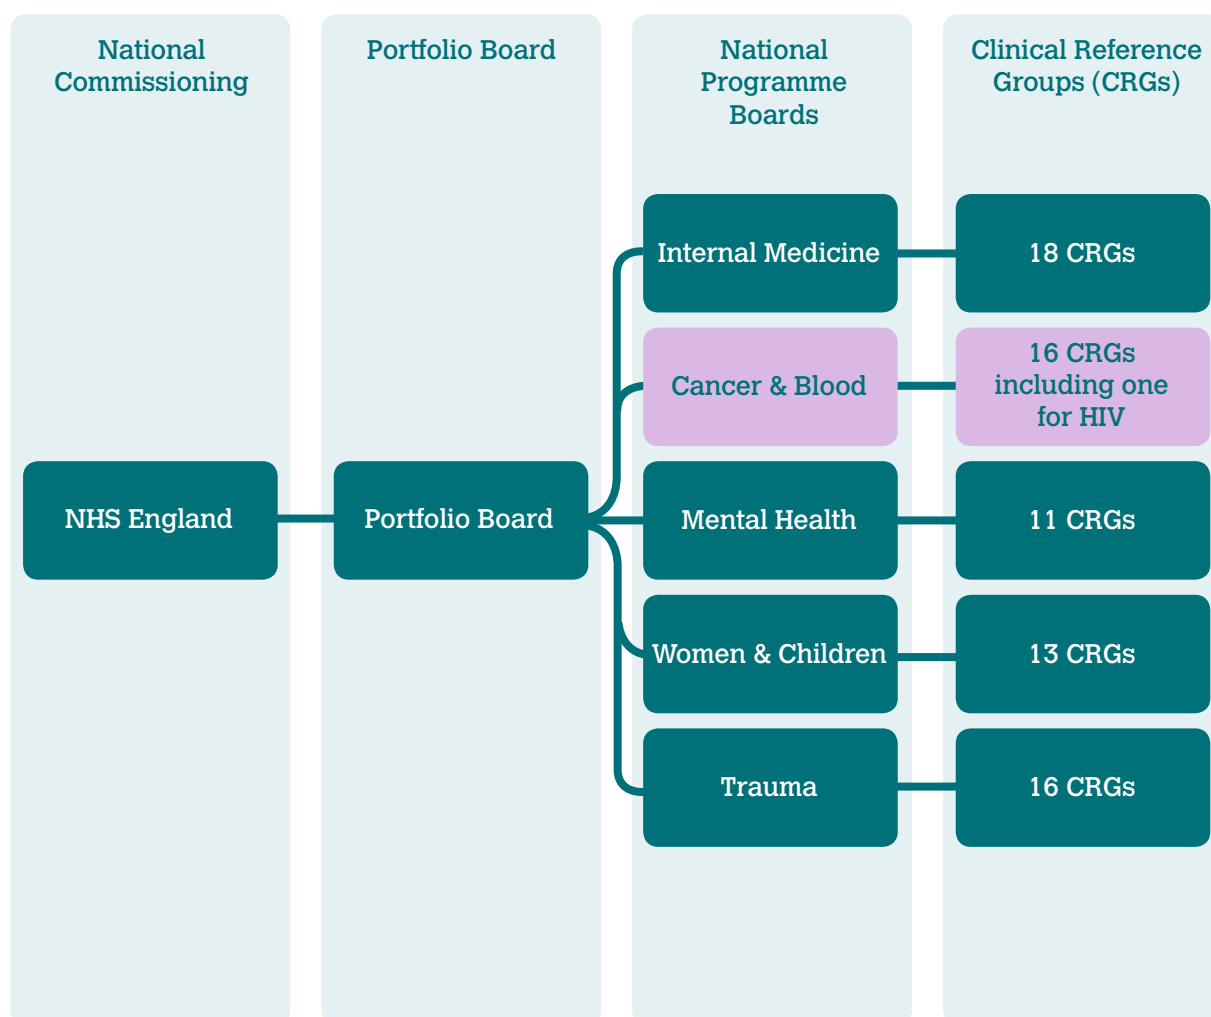 National
Commissioning
Portfolio Board
National
Programme
Boards
Clinical Reference
Groups (CRGs)
Internal Medicine
18 CRGs
Cancer & Blood
16 CRGs
including one
for HIV
NHS England
Portfolio Board
Mental Health
11 CRGs
Women & Children
13 CRGs
Trauma
16 CRGs